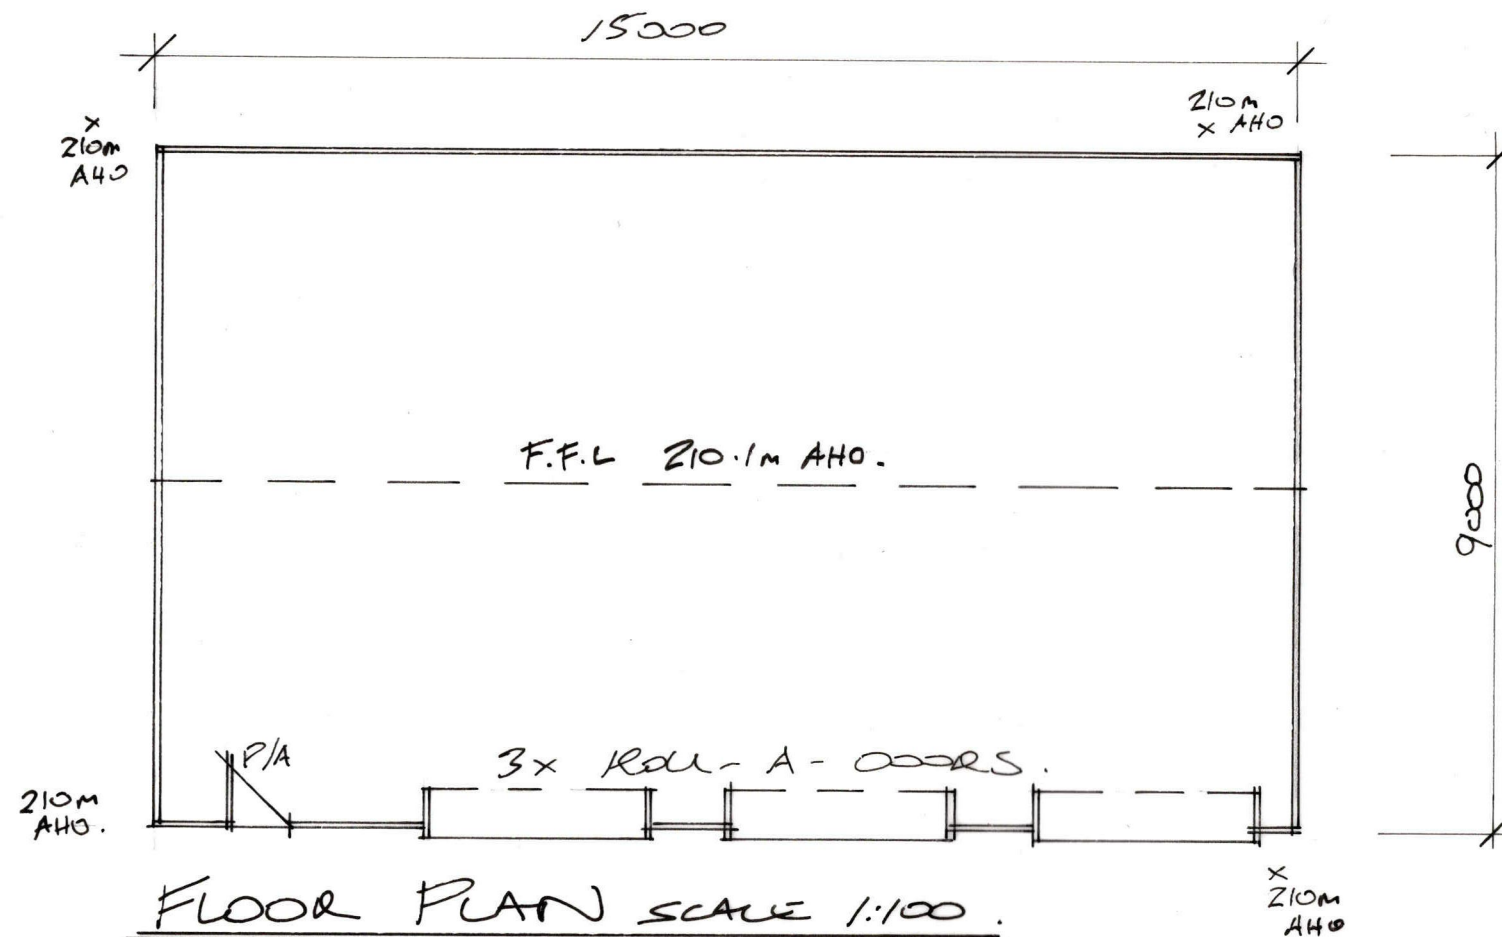 15000
210m
AHD
210m
AHD
F.F.L 210.1m AHD.
9000
P/A
3x ROLL-A-DOORS.
210m
AHD.
FLOOR PLAN SCALE 1:100.
210m
AHD